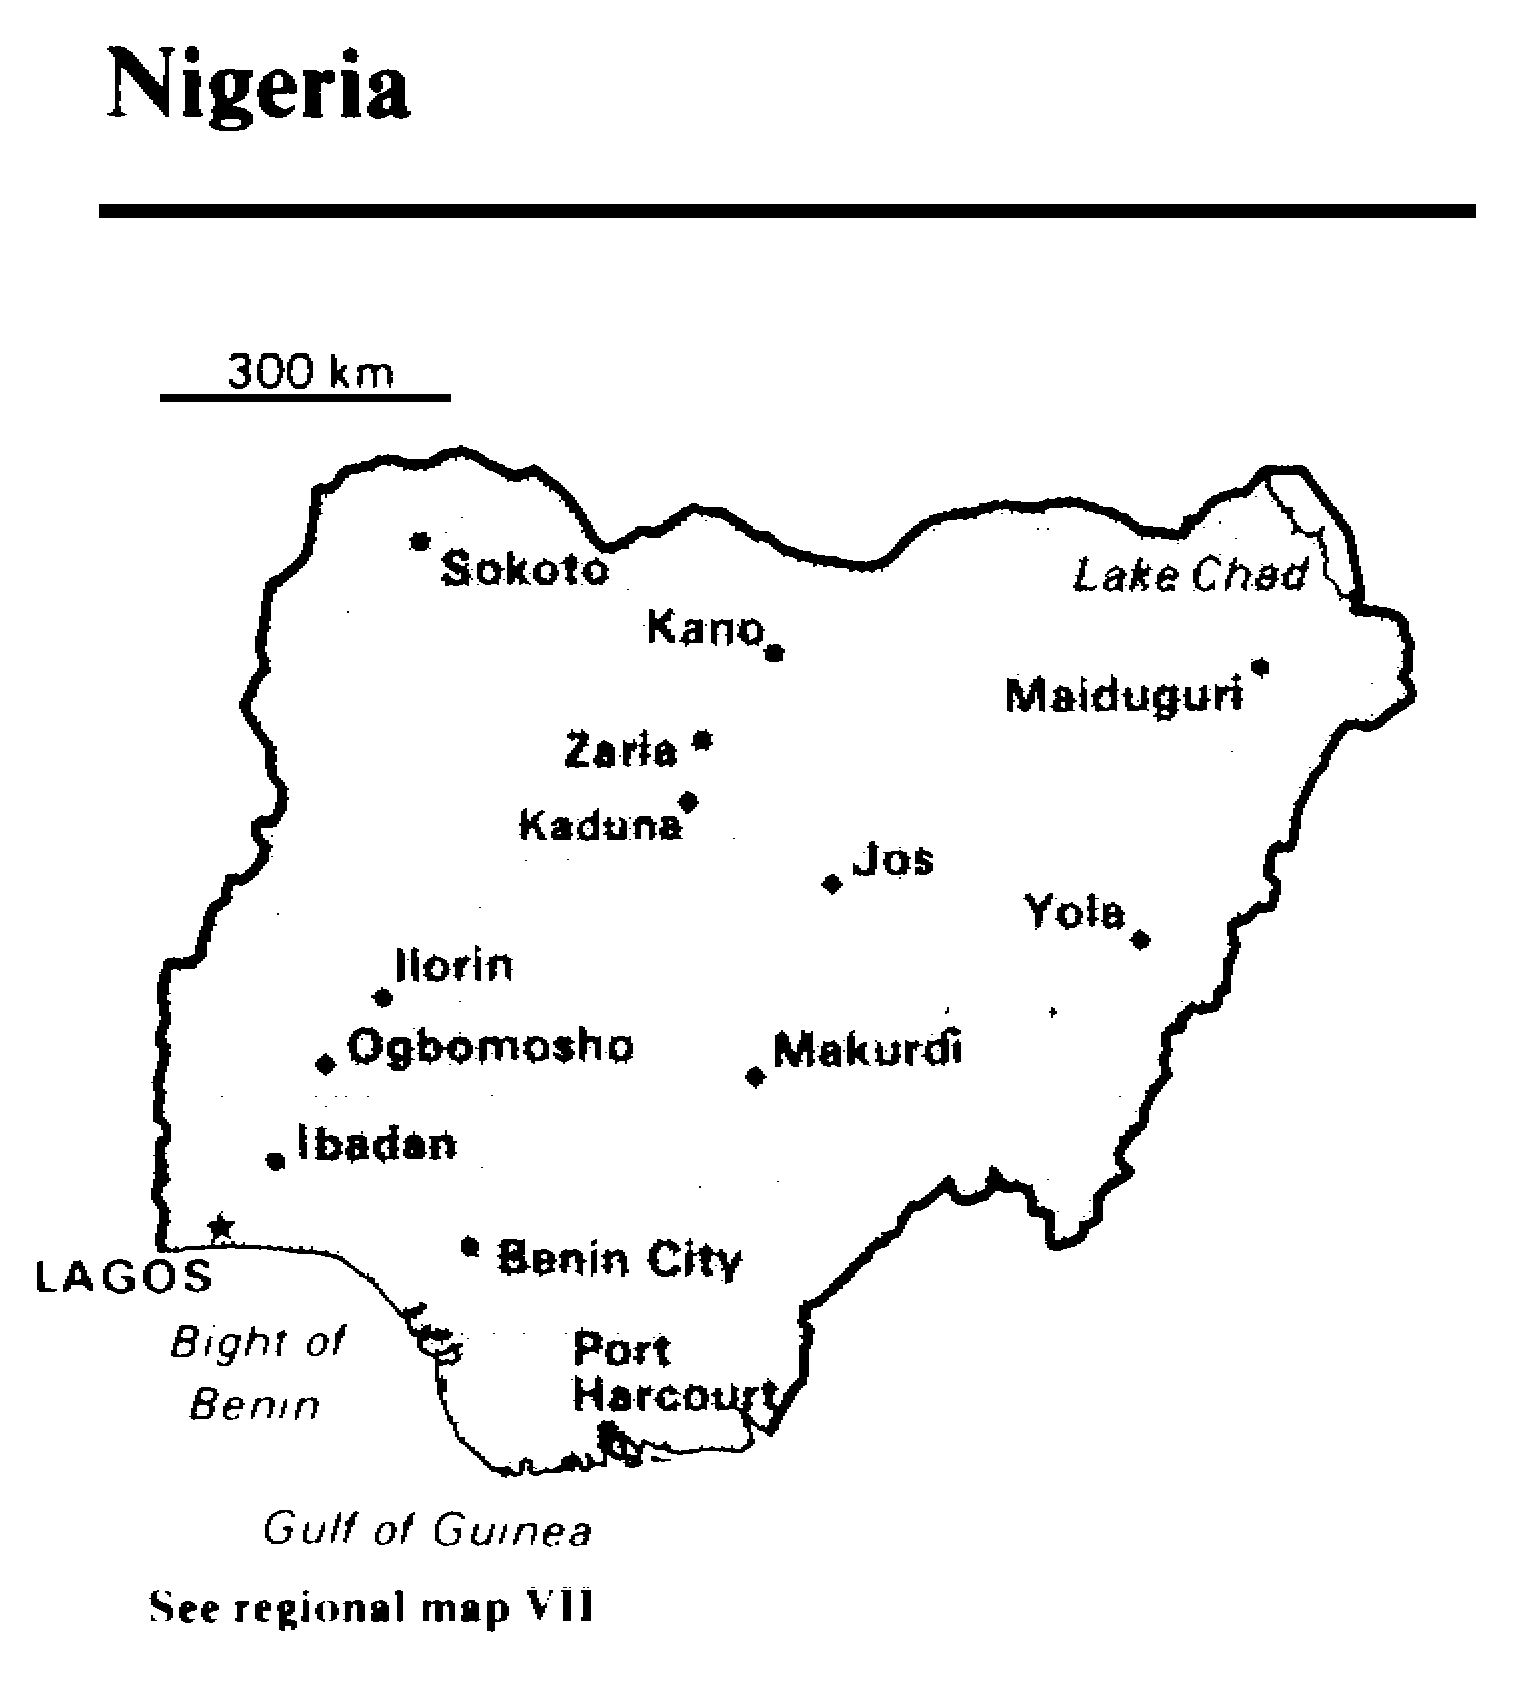 Nigeria
300 km
Sokoto
Lake Chad
Kano
Maiduguri
Zaria
Kaduna
Jos
Yola
Ilorin
Ogbomosho
Makurdi
Ibadan
LAGOS
Benin City
Bight of
Benin
Port
Harcourt
Gulf of Guinea
See regional map VII